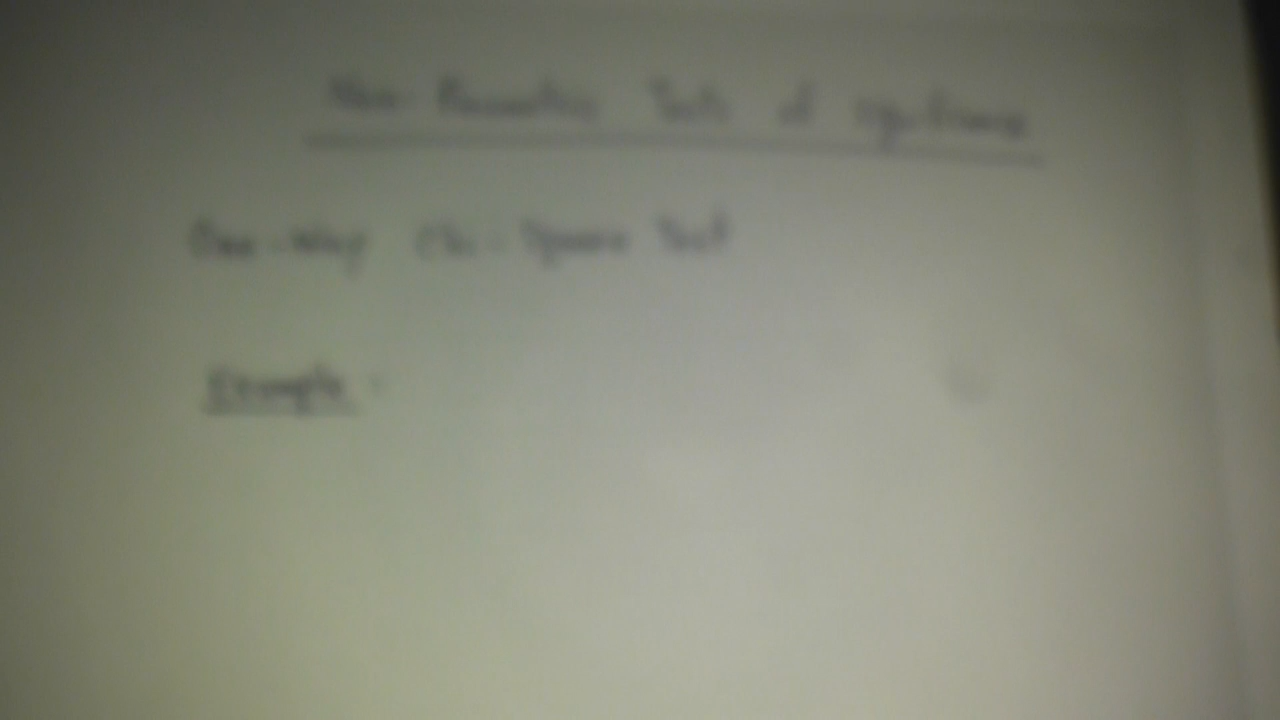 Non-Parametric Tests of significance
One-Way Chi-Square Test
Example :